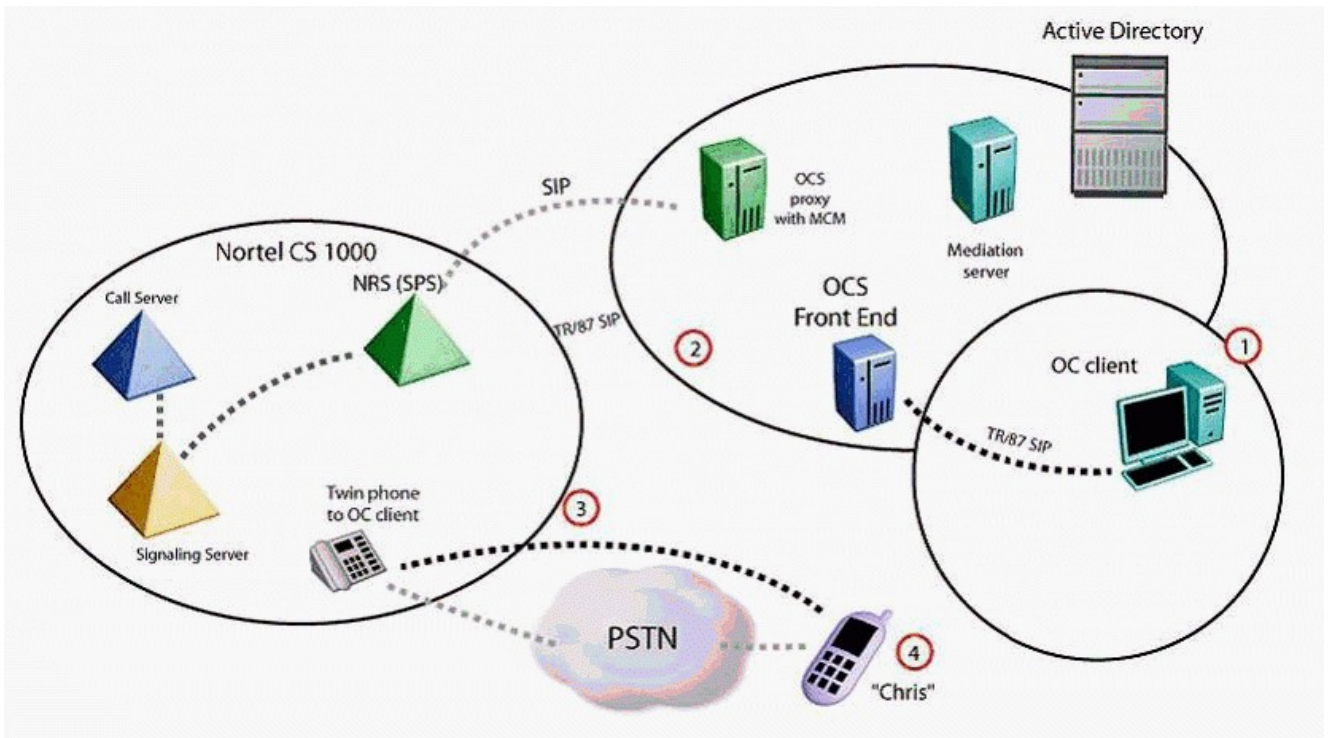 Active Directory
SIP
OCS
proxy
with MCM
Mediation
server
Nortel CS 1000
NRS (SPS)
Call Server
OCS
Front End
TR/87 SIP
2
1
OC client
TR/87 SIP
Twin phone
to OC client
3
Signaling Server
PSTN
4
"Chris"